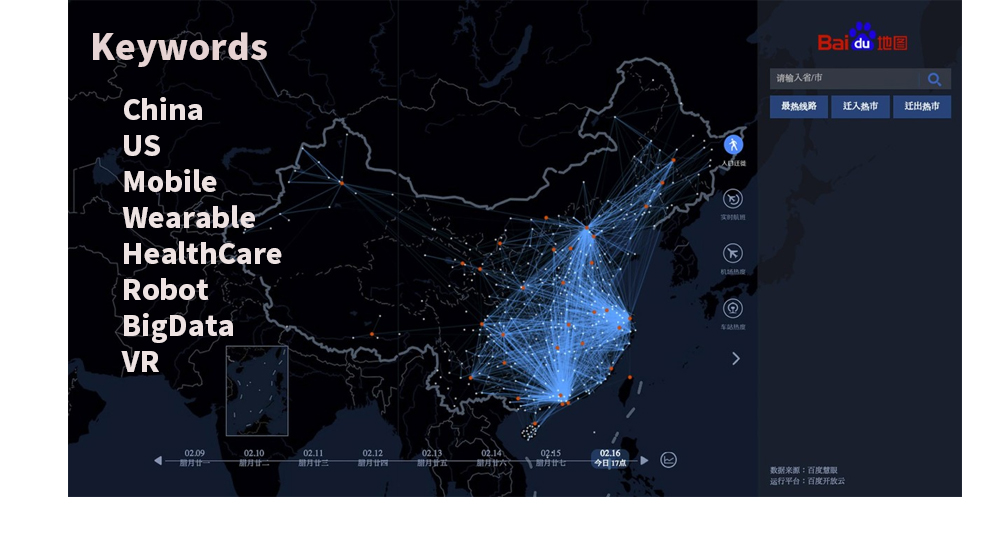 Keywords
China
US
Mobile
Wearable
HealthCare
Robot
BigData
VR
Bai du 地图
请输入省/市
最热线路 迁入热市 迁出热市
人口迁徙
实时航班
机场热度
车站热度
02.09 02.10 02.11 02.12 02.13 02.14 02.15 02.16
腊月廿一 腊月廿二 腊月廿三 腊月廿四 腊月廿五 腊月廿六 腊月廿七 今日 17点
数据来源：百度慧眼
运行平台：百度开放云